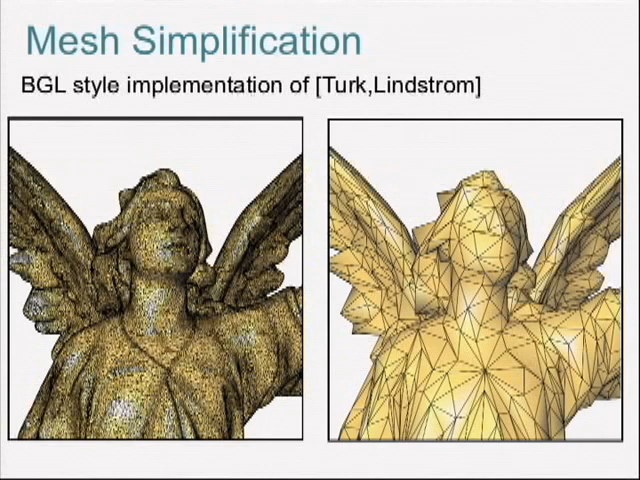 Mesh Simplification
BGL style implementation of [Turk,Lindstrom]